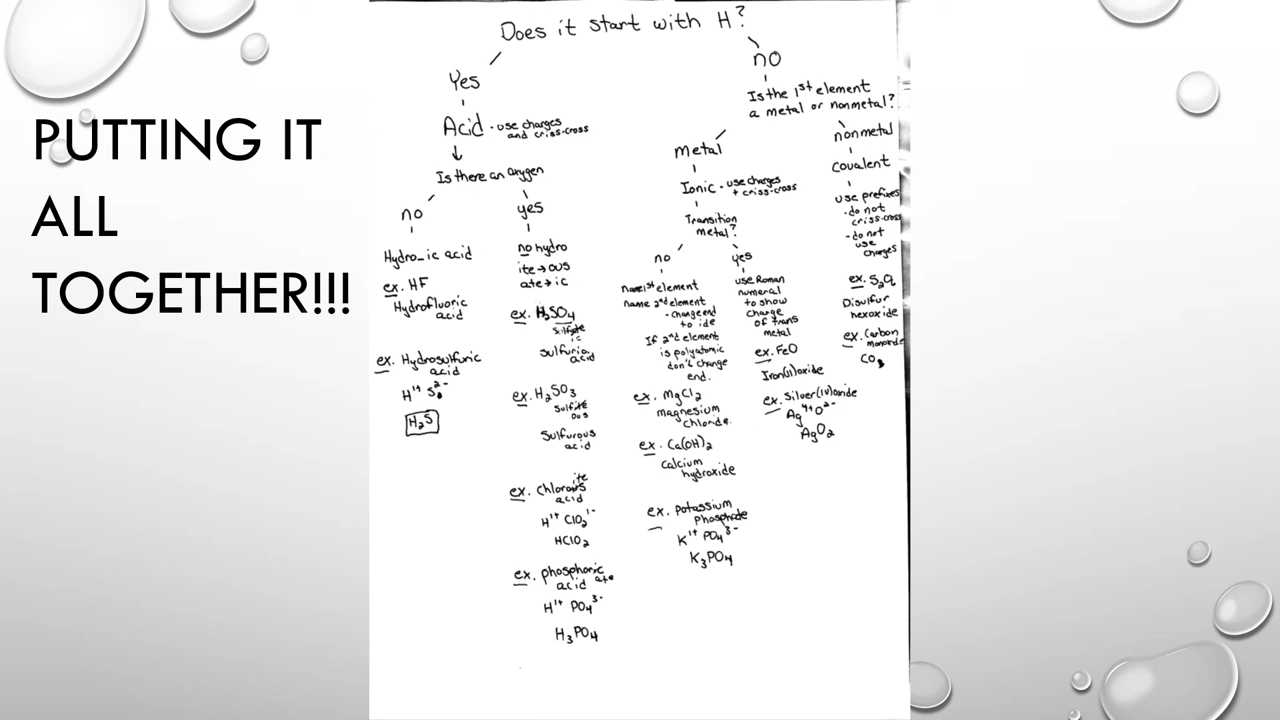 PUTTING IT
ALL
TOGETHER!!!
Does it start with H?
Yes
Acid - use charges
and criss-cross
Is there an oxygen
no
Hydro_ic acid
ex. HF
Hydrofluoric
acid
ex. Hydrosulfuric
acid
H¹⁺ S²⁻
H₂S
yes
no hydro
ite → ous
ate → ic
ex. H₂SO₄
sulfate
ic
sulfuric
acid
ex. H₂SO₃
Sulfite
ous
Sulfurous
acid
ite
ex. chlorous
acid
H¹⁺ ClO₂¹⁻
HClO₂
ex. phosphoric
acid ate
H¹⁺ PO₄³⁻
H₃PO₄
no
Is the 1st element
a metal or nonmetal?
Metal
Ionic - use charges
+ criss-cross
Transition
metal?
no
name 1st element
name 2nd element
- change end
to ide
If 2nd element
is polyatomic
don't change
end.
ex. MgCl₂
magnesium
chloride.
ex. Ca(OH)₂
calcium
hydroxide
ex. potassium
phosphate
K¹⁺ PO₄³⁻
K₃PO₄
yes
use Roman
numeral
to show
charge
of trans
metal
ex. FeO
Iron(II)oxide
ex. Silver(IV)oxide
Ag⁴⁺O²⁻
AgO₂
nonmetal
covalent
use prefixes
- do not
criss-cross
- do not
use
charges
ex.
Disulfur
hexoxide
ex. Carbon
monoxide
CO